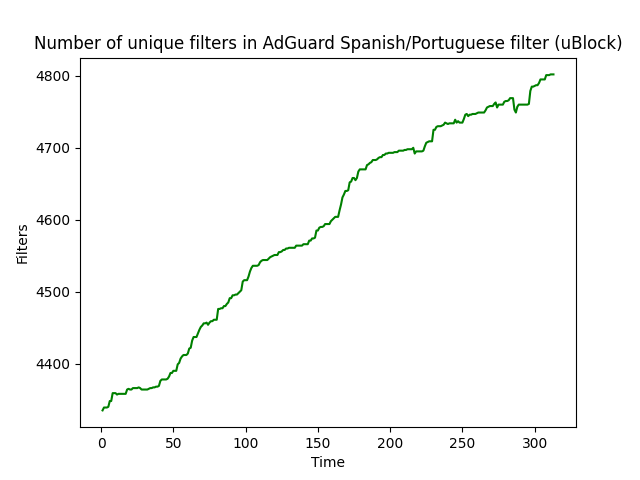 Number of unique filters in AdGuard Spanish/Portuguese filter (uBlock)
4800
4700
4600
4500
4400
Filters
0 50 100 150 200 250 300
Time